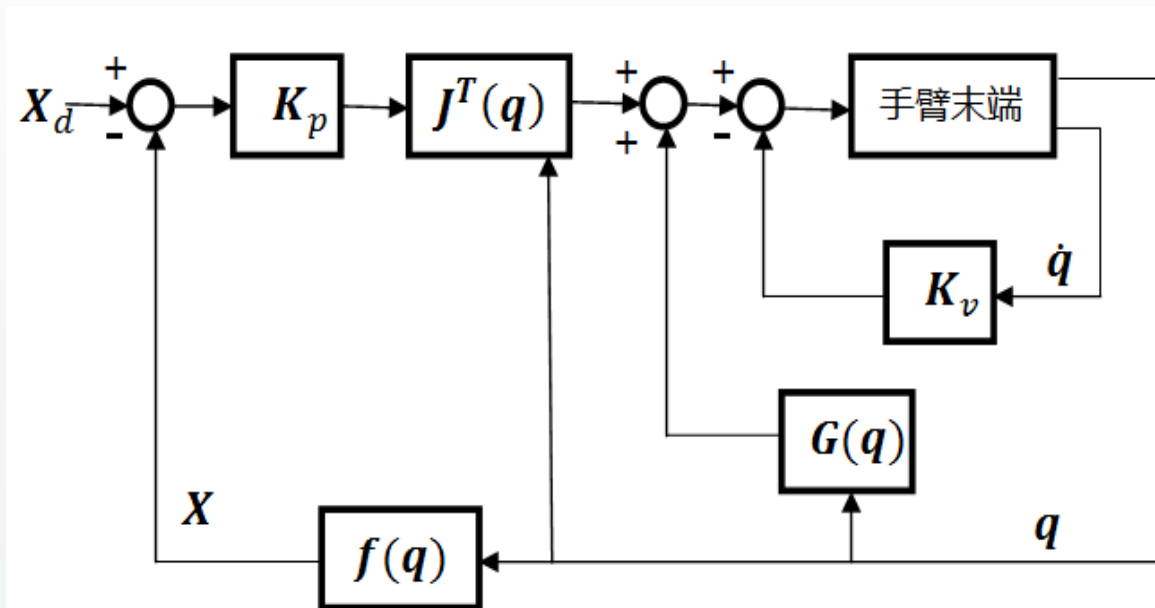 + + +
X_d K_p J^T(q) 手臂末端
- + -
K_v q̇
G(q)
X f(q) q